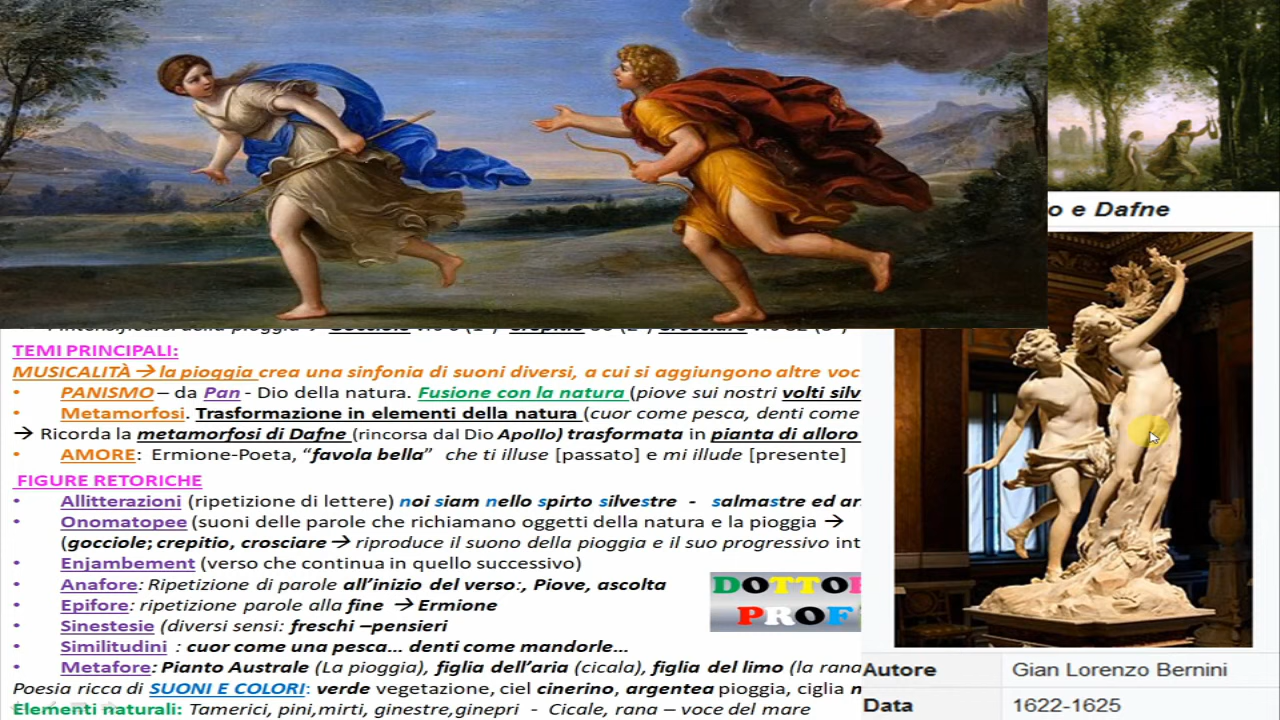 TEMI PRINCIPALI:
MUSICALITÀ → la pioggia crea una sinfonia di suoni diversi, a cui si aggiungono altre voc
• PANISMO – da Pan - Dio della natura. Fusione con la natura (piove sui nostri volti silv
• Metamorfosi. Trasformazione in elementi della natura (cuor come pesca, denti come
→ Ricorda la metamorfosi di Dafne (rincorsa dal Dio Apollo) trasformata in pianta di alloro
• AMORE: Ermione-Poeta, “favola bella” che ti illuse [passato] e mi illude [presente]
FIGURE RETORICHE
• Allitterazioni (ripetizione di lettere) noi siam nello spirto silvestre - salmastre ed ar
• Onomatopee (suoni delle parole che richiamano oggetti della natura e la pioggia →
(gocciole; crepitio, crosciare → riproduce il suono della pioggia e il suo progressivo int
• Enjambement (verso che continua in quello successivo)
• Anafore: Ripetizione di parole all’inizio del verso:, Piove, ascolta
• Epifore: ripetizione parole alla fine → Ermione
• Sinestesie (diversi sensi: freschi –pensieri
• Similitudini : cuor come una pesca... denti come mandorle...
• Metafore: Pianto Australe (La pioggia), figlia dell’aria (cicala), figlia del limo (la rana
Poesia ricca di SUONI E COLORI: verde vegetazione, ciel cinerino, argentea pioggia, ciglia n
Elementi naturali: Tamerici, pini,mirti, ginestre,ginepri - Cicale, rana – voce del mare
DOTTOR
PROF
o e Dafne
Autore Gian Lorenzo Bernini
Data 1622-1625